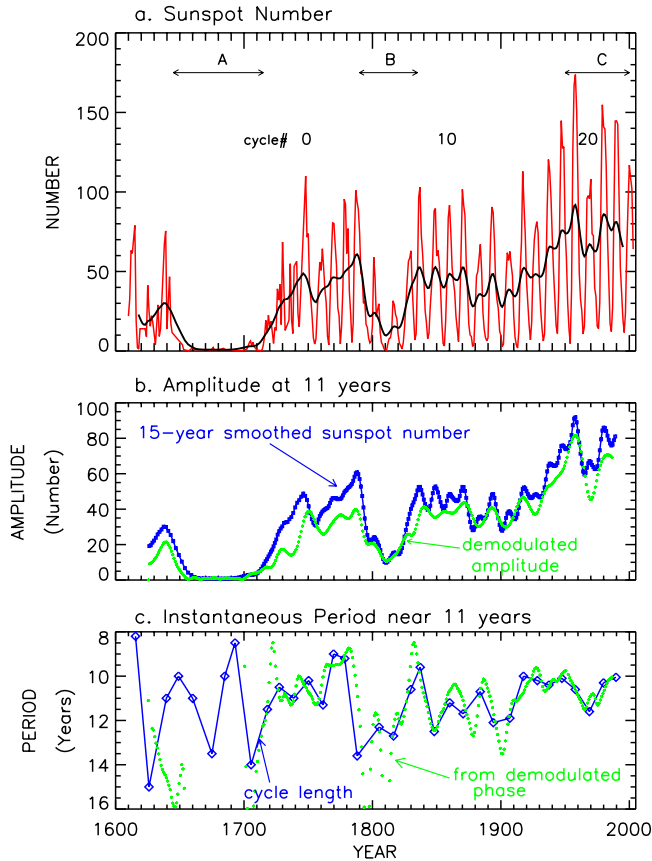 a. Sunspot Number
200
150
100
50
0
NUMBER
A
B
C
cycle#
0
10
20
b. Amplitude at 11 years
100
80
60
40
20
0
AMPLITUDE
(Number)
15-year smoothed sunspot number
demodulated
amplitude
c. Instantaneous Period near 11 years
8
10
12
14
16
PERIOD
(Years)
cycle length
from demodulated
phase
1600
1700
1800
1900
2000
YEAR